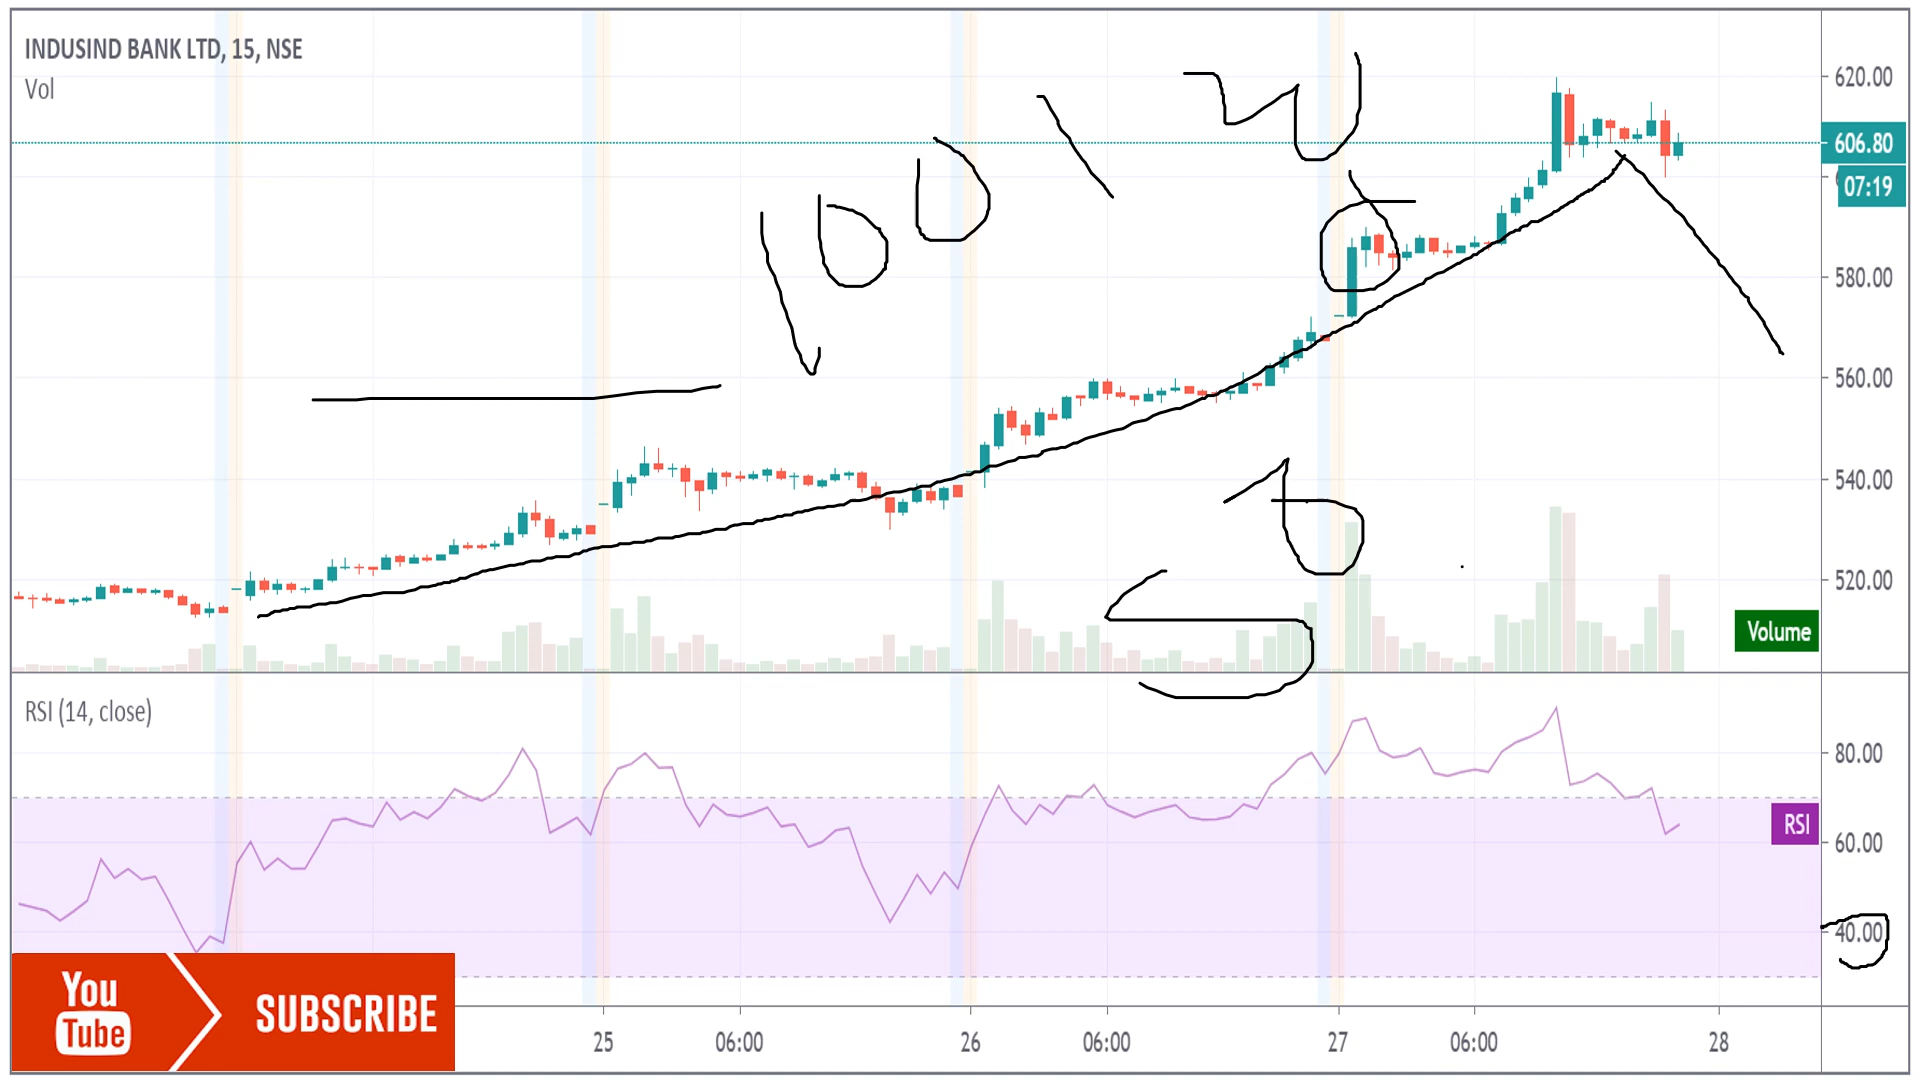 INDUSIND BANK LTD, 15, NSE
Vol
620.00
606.80
07:19
580.00
560.00
540.00
520.00
Volume
RSI (14, close)
80.00
RSI
60.00
40.00
You
Tube
SUBSCRIBE
25
06:00
26
06:00
27
06:00
28